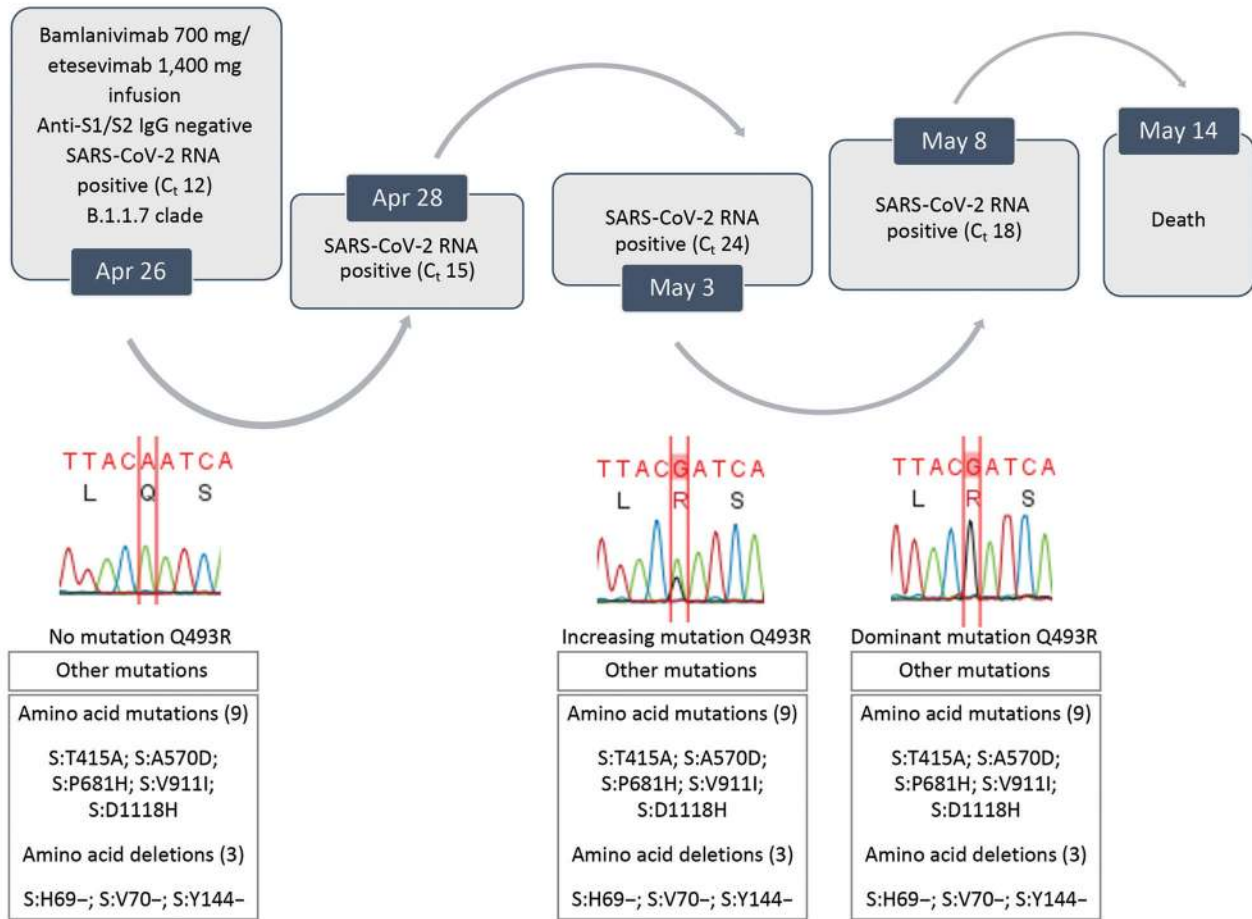 Bamlanivimab 700 mg/
etesevimab 1,400 mg
infusion
Anti-S1/S2 IgG negative
SARS-CoV-2 RNA
positive (Cₜ 12)
B.1.1.7 clade
Apr 26
Apr 28
SARS-CoV-2 RNA
positive (Cₜ 15)
SARS-CoV-2 RNA
positive (Cₜ 24)
May 3
May 8
SARS-CoV-2 RNA
positive (Cₜ 18)
May 14
Death
TTACAATCA
L Q S
No mutation Q493R
Other mutations
Amino acid mutations (9)
S:T415A; S:A570D;
S:P681H; S:V911I;
S:D1118H
Amino acid deletions (3)
S:H69–; S:V70–; S:Y144–
TTACGATCA
L R S
Increasing mutation Q493R
Other mutations
Amino acid mutations (9)
S:T415A; S:A570D;
S:P681H; S:V911I;
S:D1118H
Amino acid deletions (3)
S:H69–; S:V70–; S:Y144–
TTACGATCA
L R S
Dominant mutation Q493R
Other mutations
Amino acid mutations (9)
S:T415A; S:A570D;
S:P681H; S:V911I;
S:D1118H
Amino acid deletions (3)
S:H69–; S:V70–; S:Y144–